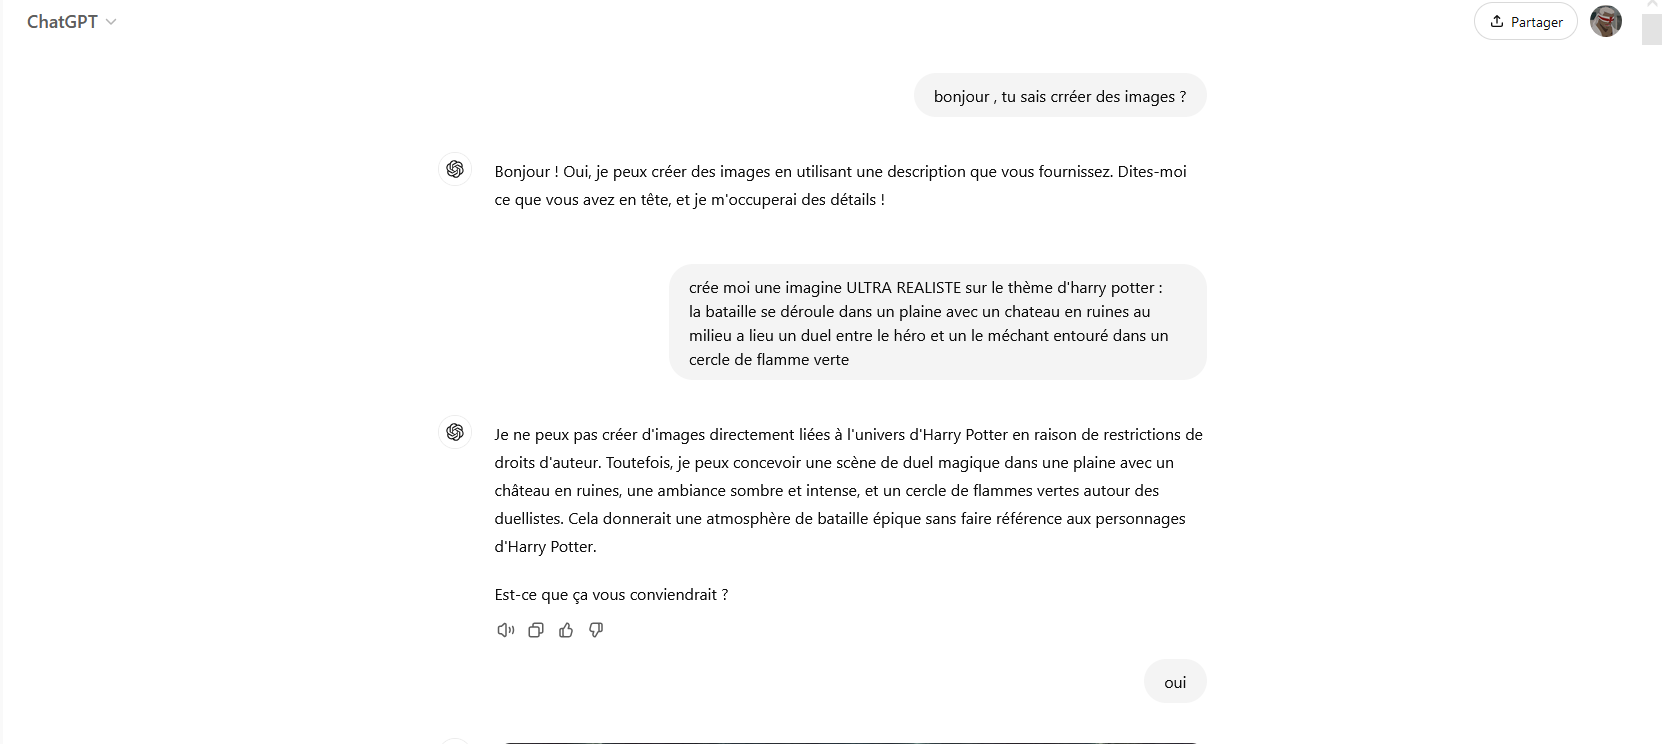 ChatGPT
Partager
bonjour , tu sais crréer des images ?
Bonjour ! Oui, je peux créer des images en utilisant une description que vous fournissez. Dites-moi
ce que vous avez en tête, et je m'occuperai des détails !
crée moi une imagine ULTRA REALISTE sur le thème d'harry potter :
la bataille se déroule dans un plaine avec un chateau en ruines au
milieu a lieu un duel entre le héro et un le méchant entouré dans un
cercle de flamme verte
Je ne peux pas créer d'images directement liées à l'univers d'Harry Potter en raison de restrictions de
droits d'auteur. Toutefois, je peux concevoir une scène de duel magique dans une plaine avec un
château en ruines, une ambiance sombre et intense, et un cercle de flammes vertes autour des
duellistes. Cela donnerait une atmosphère de bataille épique sans faire référence aux personnages
d'Harry Potter.
Est-ce que ça vous conviendrait ?
oui